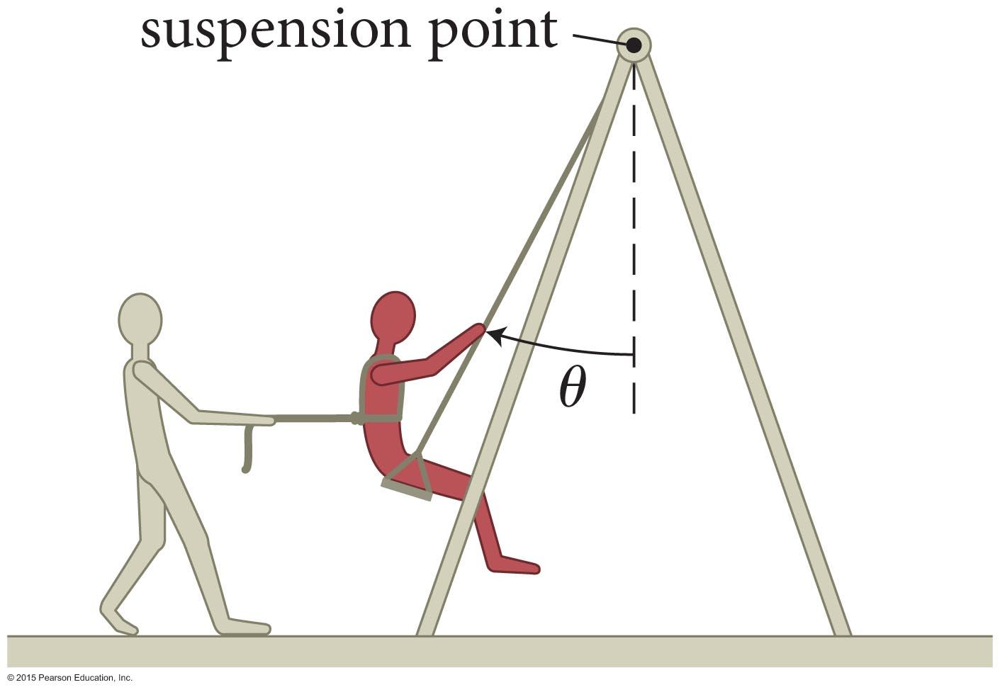 suspension point
θ
© 2015 Pearson Education, Inc.